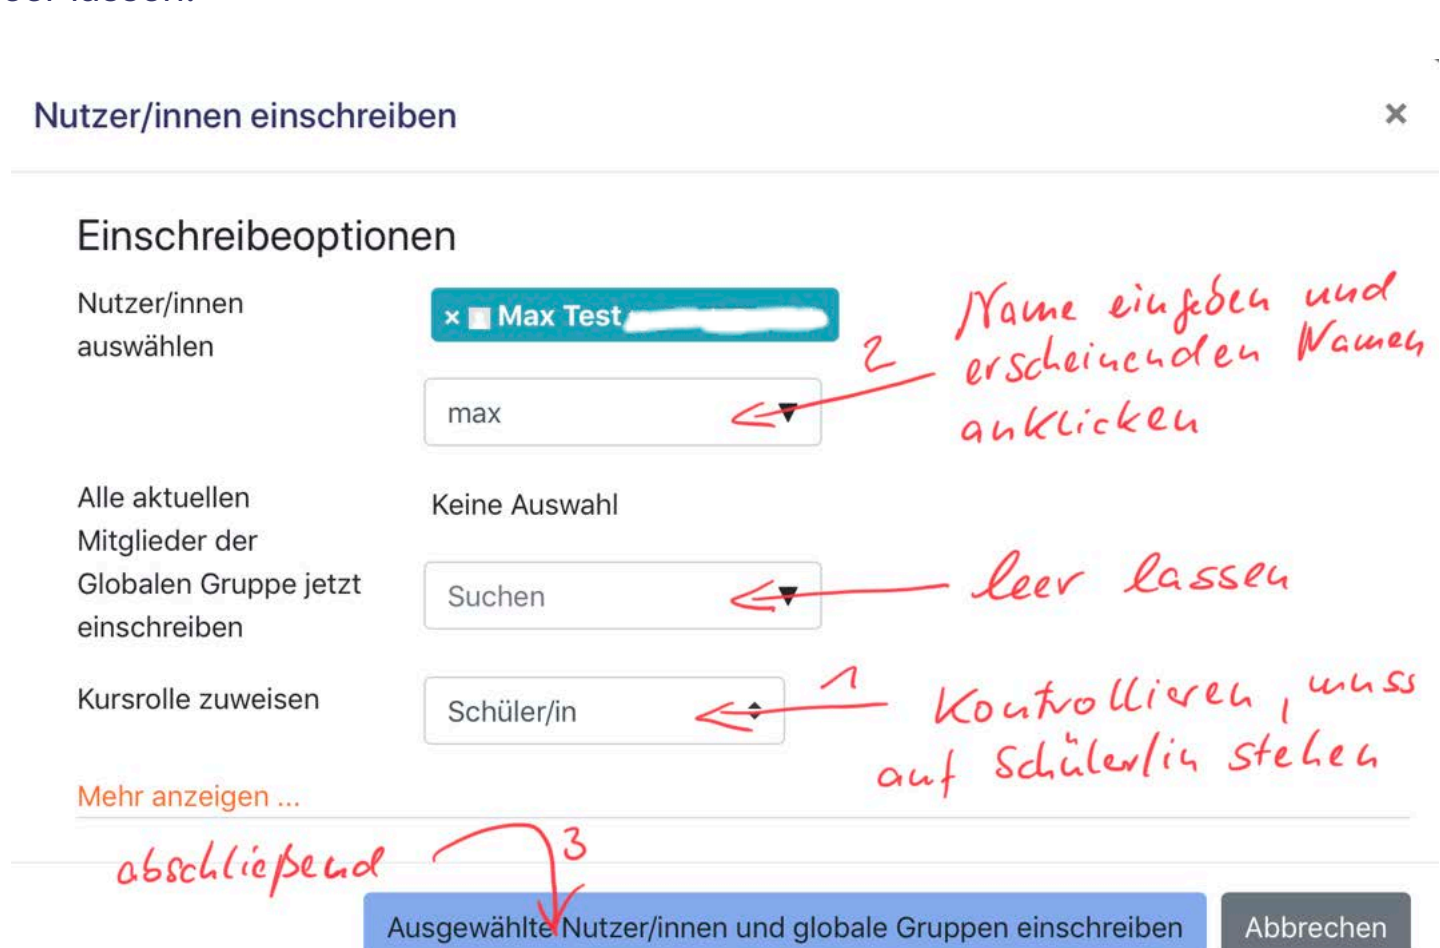 Nutzer/innen einschreiben ×
Einschreibeoptionen
Nutzer/innen
auswählen
× Max Test
max
2
Name eingeben und
erscheinenden Namen
anklicken
Alle aktuellen
Mitglieder der
Globalen Gruppe jetzt
einschreiben
Keine Auswahl
Suchen
leer lassen
Kursrolle zuweisen
Schüler/in
1
Kontrollieren, muss
auf Schüler/in stehen
Mehr anzeigen ...
abschließend
3
Ausgewählte Nutzer/innen und globale Gruppen einschreiben
Abbrechen